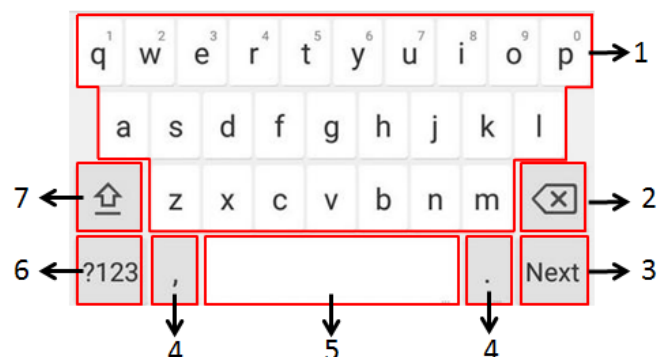 1 2 3 4 5 6 7 8 9 0
q w e r t y u i o p 1
a s d f g h j k l
7 z x c v b n m 2
6 ?123 , . Next 3
4 5 4